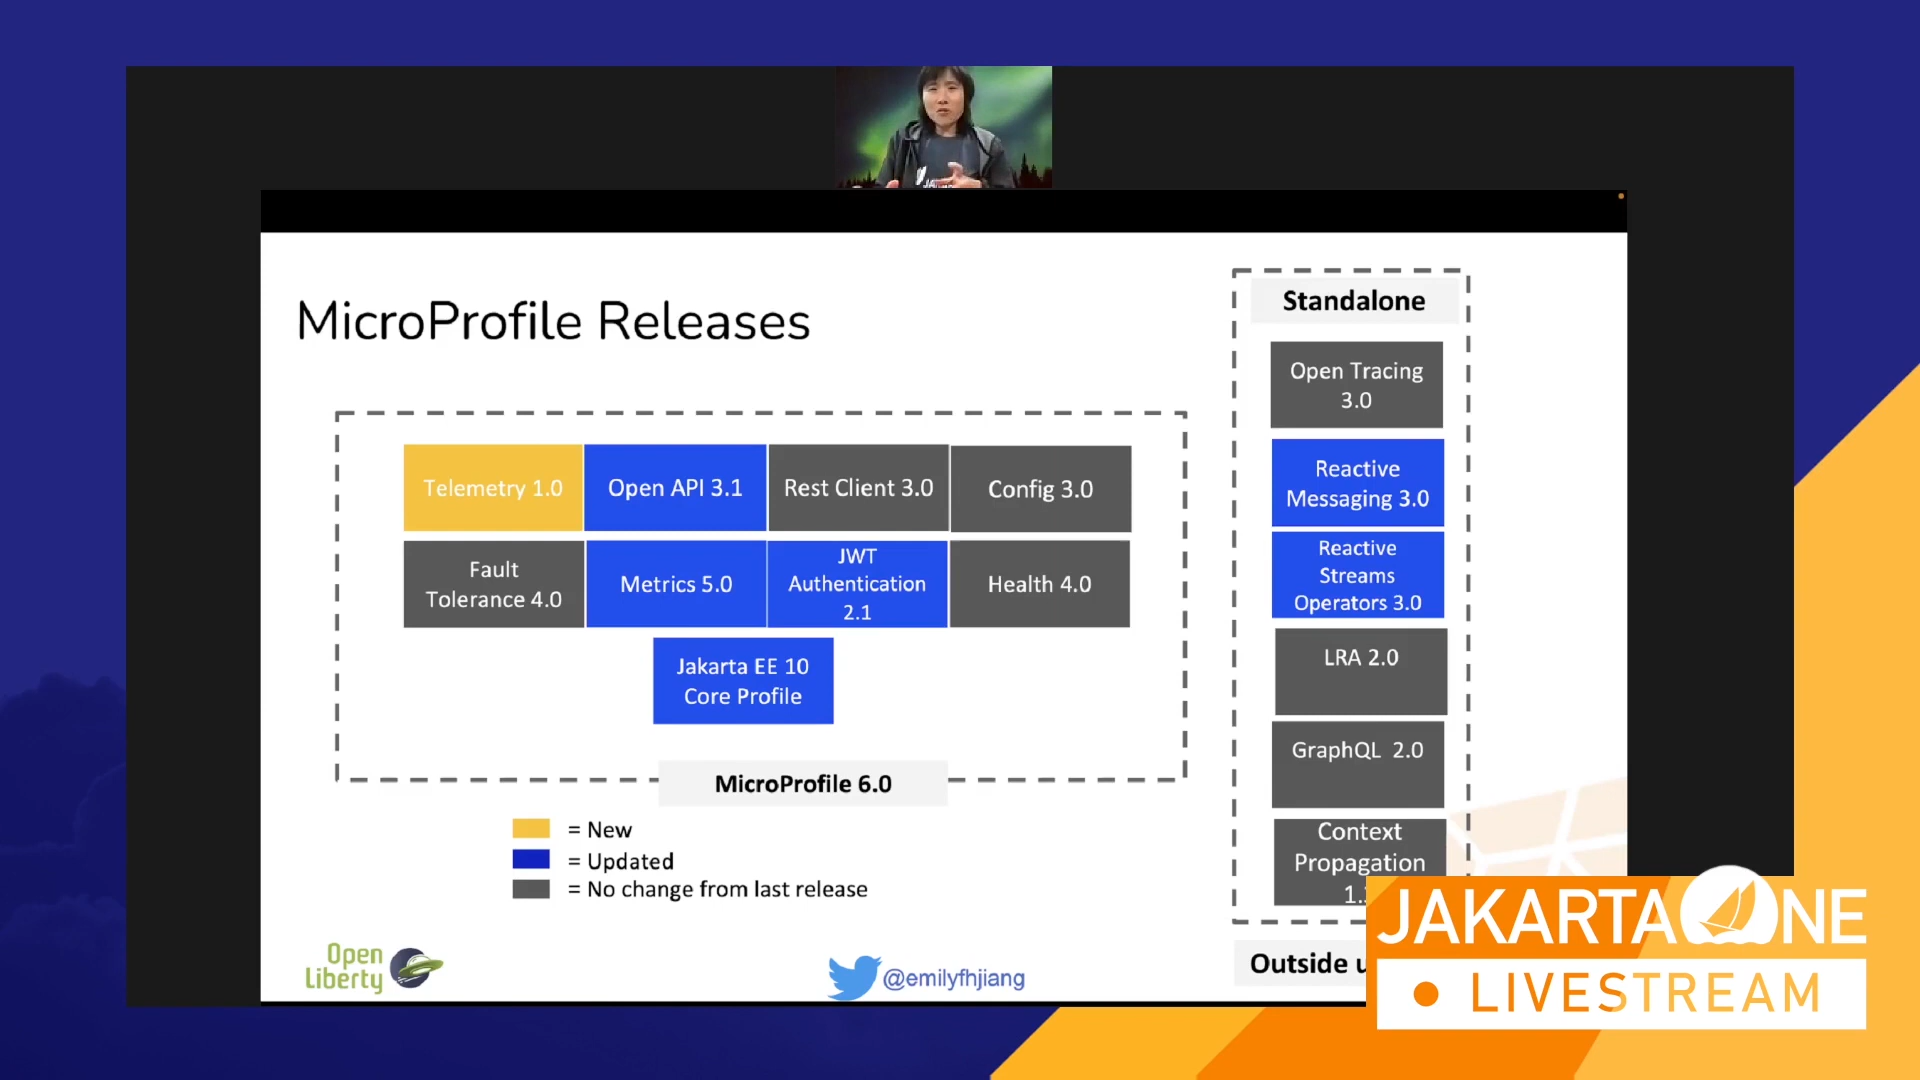 MicroProfile Releases
Telemetry 1.0
Open API 3.1
Rest Client 3.0
Config 3.0
Fault
Tolerance 4.0
Metrics 5.0
JWT
Authentication
2.1
Health 4.0
Jakarta EE 10
Core Profile
MicroProfile 6.0
= New
= Updated
= No change from last release
Standalone
Open Tracing
3.0
Reactive
Messaging 3.0
Reactive
Streams
Operators 3.0
LRA 2.0
GraphQL 2.0
Context
Propagation
Outside
Open
Liberty
@emilyfhjiang
JAKARTAONE
LIVESTREAM